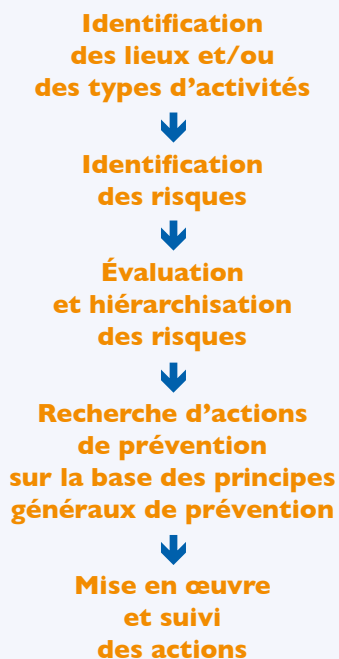 Identification
des lieux et/ou
des types d’activités
Identification
des risques
Évaluation
et hiérarchisation
des risques
Recherche d’actions
de prévention
sur la base des principes
généraux de prévention
Mise en œuvre
et suivi
des actions